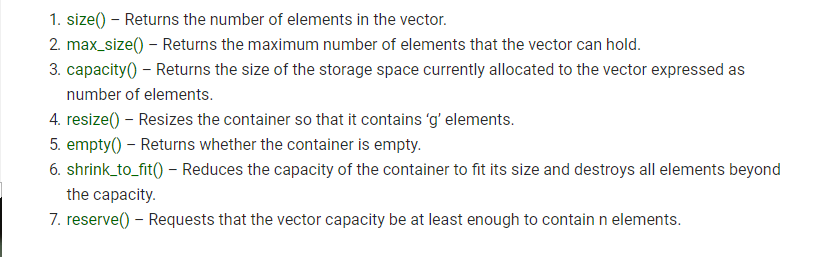 1. size() – Returns the number of elements in the vector.
2. max_size() – Returns the maximum number of elements that the vector can hold.
3. capacity() – Returns the size of the storage space currently allocated to the vector expressed as
number of elements.
4. resize() – Resizes the container so that it contains ‘g’ elements.
5. empty() – Returns whether the container is empty.
6. shrink_to_fit() – Reduces the capacity of the container to fit its size and destroys all elements beyond
the capacity.
7. reserve() – Requests that the vector capacity be at least enough to contain n elements.